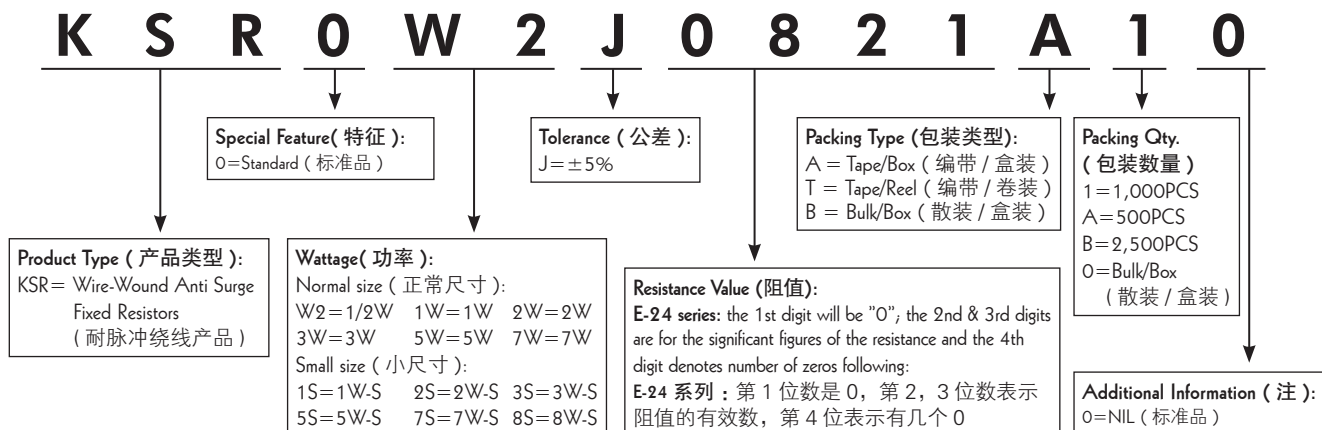 K S R 0 W 2 J 0 8 2 1 A 1 0
Special Feature( 特征 ):
0=Standard ( 标准品 )
Tolerance ( 公差 ):
J=±5%
Packing Type (包装类型):
A = Tape/Box ( 编带 / 盒装 )
T = Tape/Reel ( 编带 / 卷装 )
B = Bulk/Box ( 散装 / 盒装 )
Packing Qty.
( 包装数量 )
1=1,000PCS
A=500PCS
B=2,500PCS
0=Bulk/Box
( 散装 / 盒装 )
Product Type ( 产品类型 ):
KSR= Wire-Wound Anti Surge
Fixed Resistors
( 耐脉冲绕线产品 )
Wattage( 功率 ):
Normal size ( 正常尺寸 ):
W2=1/2W 1W=1W 2W=2W
3W=3W 5W=5W 7W=7W
Small size ( 小尺寸 ):
1S=1W-S 2S=2W-S 3S=3W-S
5S=5W-S 7S=7W-S 8S=8W-S
Resistance Value (阻值):
E-24 series: the 1st digit will be "0"; the 2nd & 3rd digits
are for the significant figures of the resistance and the 4th
digit denotes number of zeros following:
E-24 系列 : 第 1 位数是 0, 第 2, 3 位数表示
阻值的有效数, 第 4 位表示有几个 0
Additional Information ( 注 ):
0=NIL ( 标准品 )